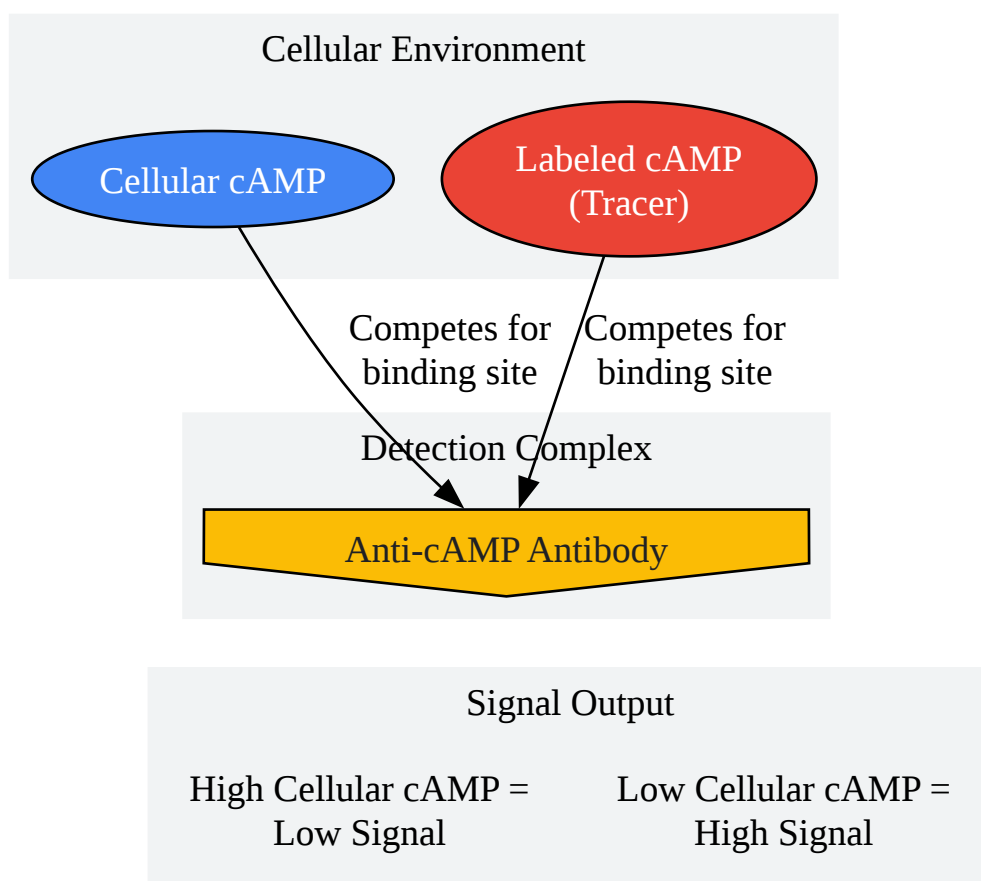 Cellular Environment
Cellular cAMP
Labeled cAMP
(Tracer)
Competes for
binding site
Competes for
binding site
Detection Complex
Anti-cAMP Antibody
Signal Output
High Cellular cAMP =
Low Signal
Low Cellular cAMP =
High Signal